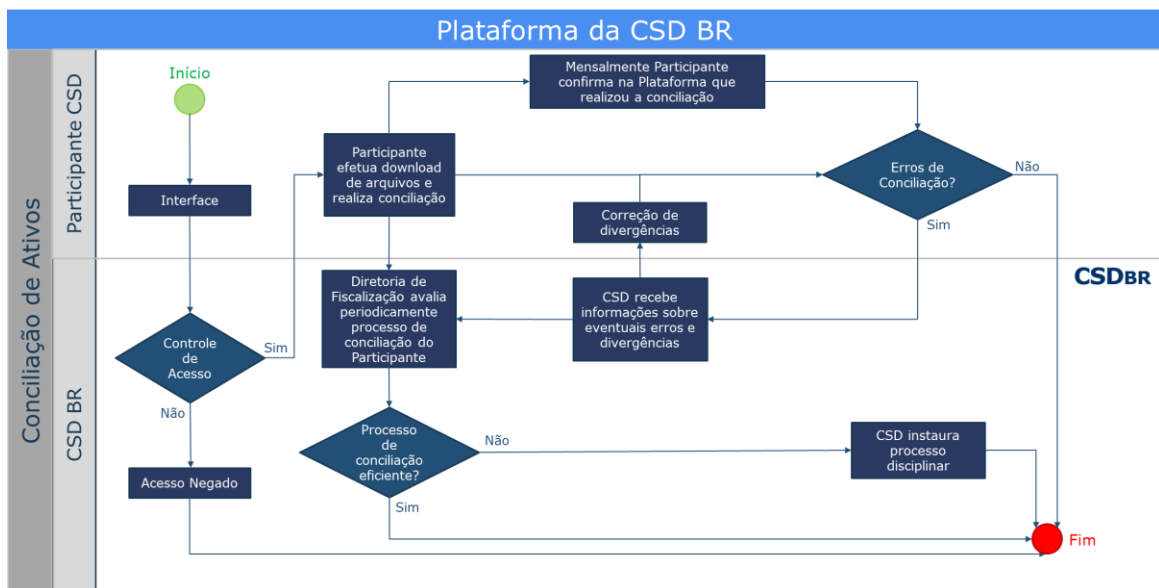 Plataforma da CSD BR
Conciliação de Ativos
Participante CSD
CSD BR
Início
Interface
Mensalmente Participante
confirma na Plataforma que
realizou a conciliação
Participante
efetua download
de arquivos e
realiza conciliação
Erros de
Conciliação?
Não
Sim
Correção de
divergências
CSDBR
Diretoria de
Fiscalização avalia
periodicamente
processo de
conciliação do
Participante
CSD recebe
informações sobre
eventuais erros e
divergências
Controle
de
Acesso
Sim
Não
Acesso Negado
Processo
de
conciliação
eficiente?
Não
Sim
CSD instaura
processo
disciplinar
Fim